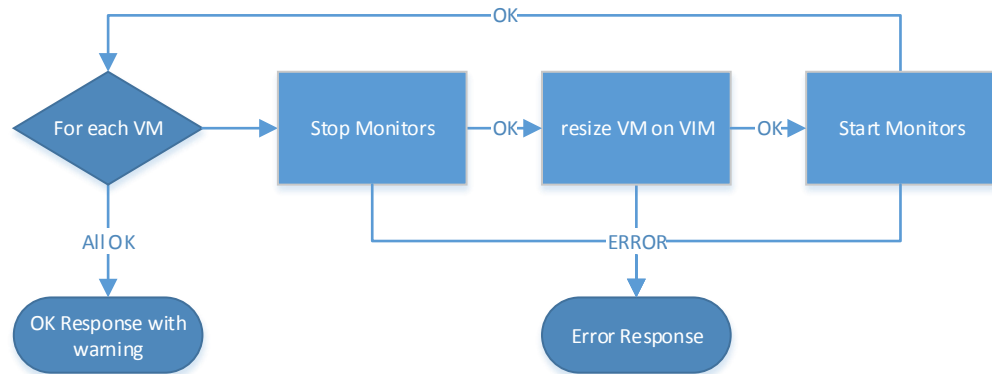 OK
For each VM
Stop Monitors
OK
resize VM on VIM
OK
Start Monitors
All OK
ERROR
OK Response with
warning
Error Response